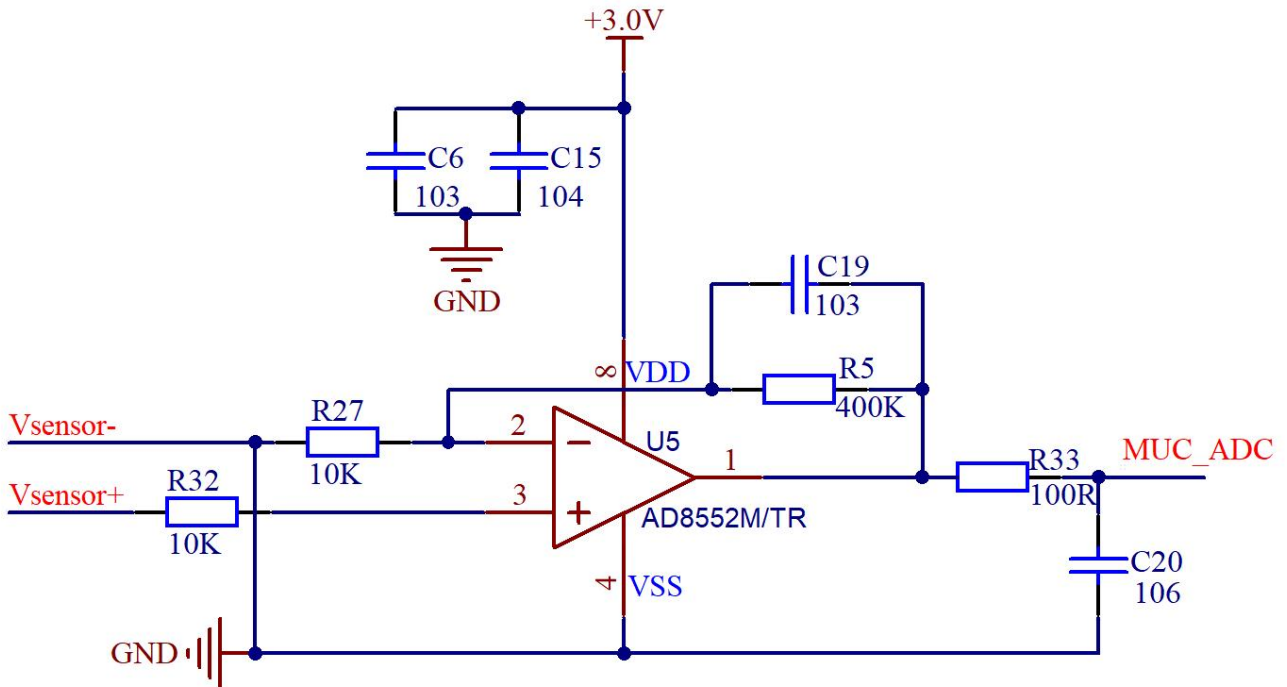 +3.0V
C6
103
C15
104
GND
C19
103
8
VDD
R5
400K
Vsensor-
R27
10K
2
U5
1
R33
100R
MUC_ADC
Vsensor+
R32
10K
3
AD8552M/TR
4
VSS
C20
106
GND